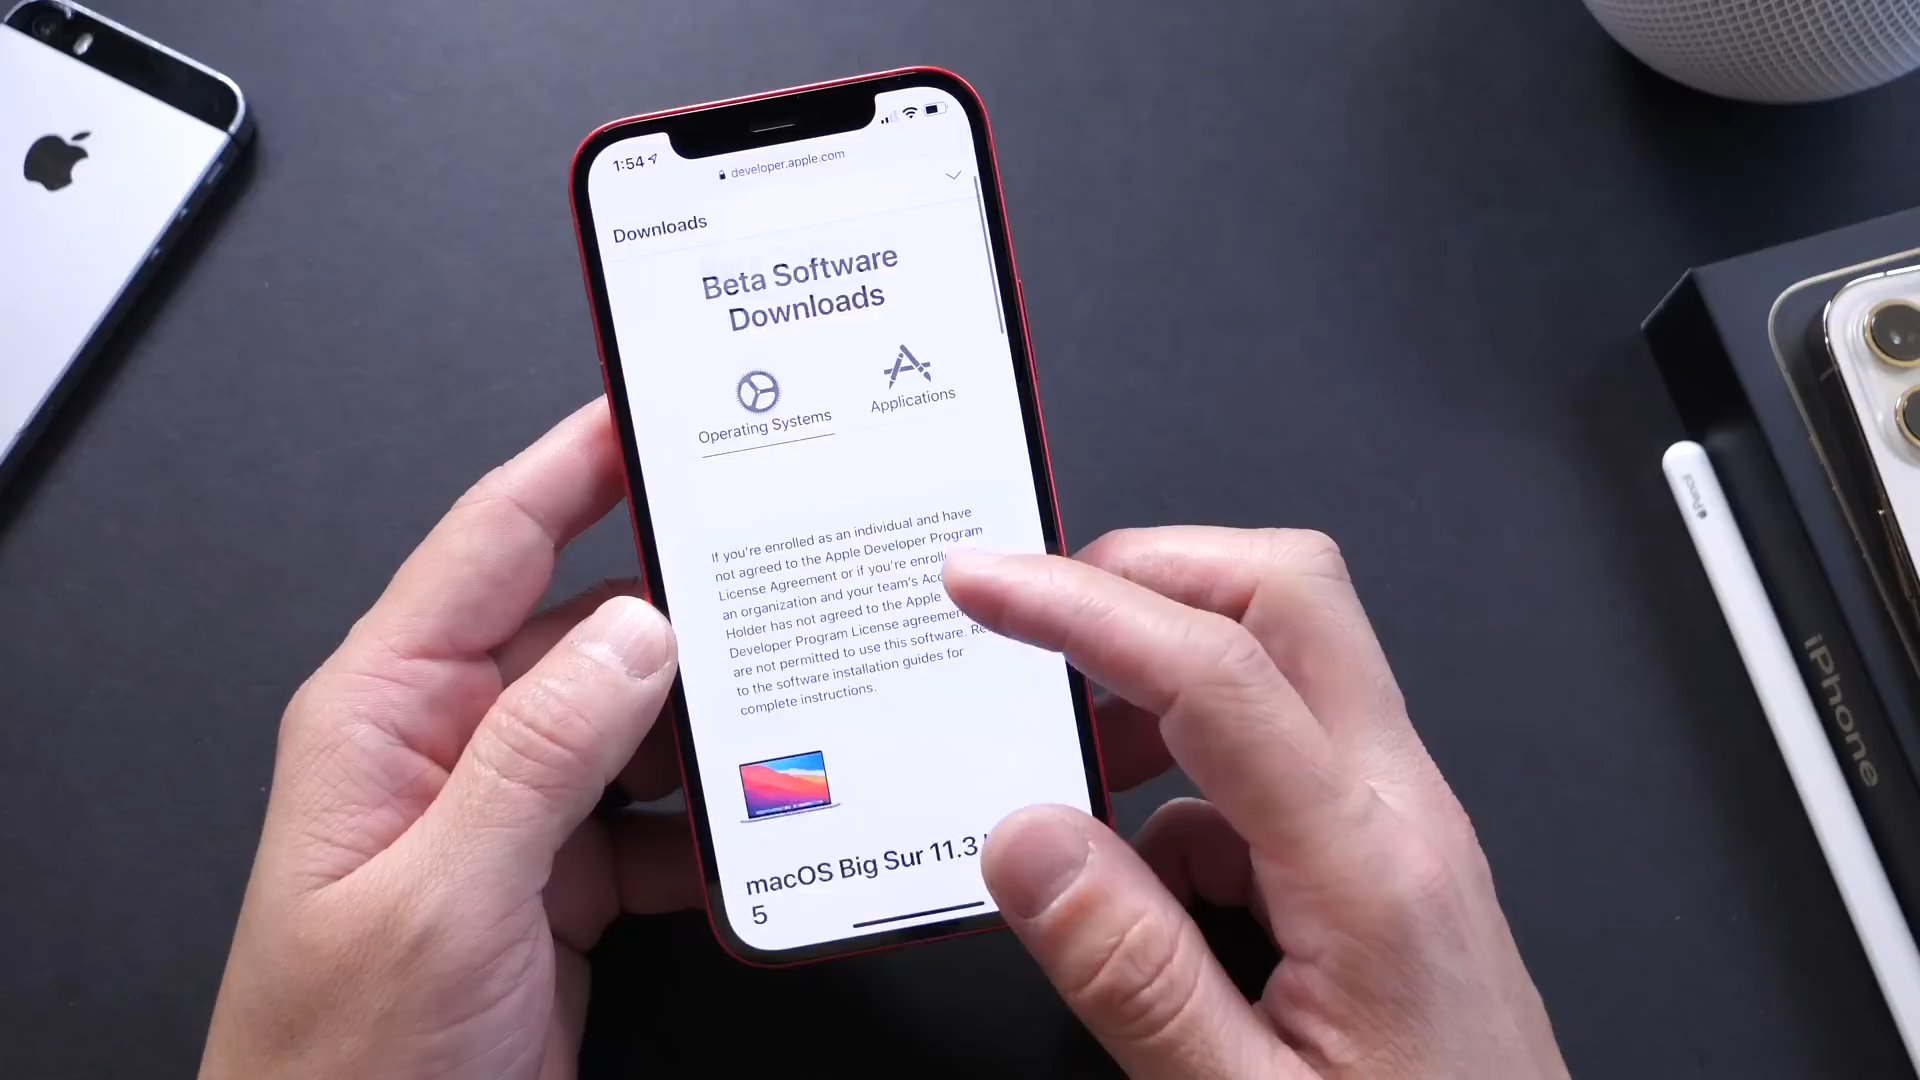 1:54
developer.apple.com
Downloads
Beta Software
Downloads
Operating Systems
Applications
If you're enrolled as an individual and have
not agreed to the Apple Developer Program
License Agreement or if you're
an organization and your team's
Holder has not agreed to the Apple
Developer Program License
are not permitted to use this software.
to the software installation guides for
complete instructions.
macOS Big Sur 11.3
5
Pencil
iPhone